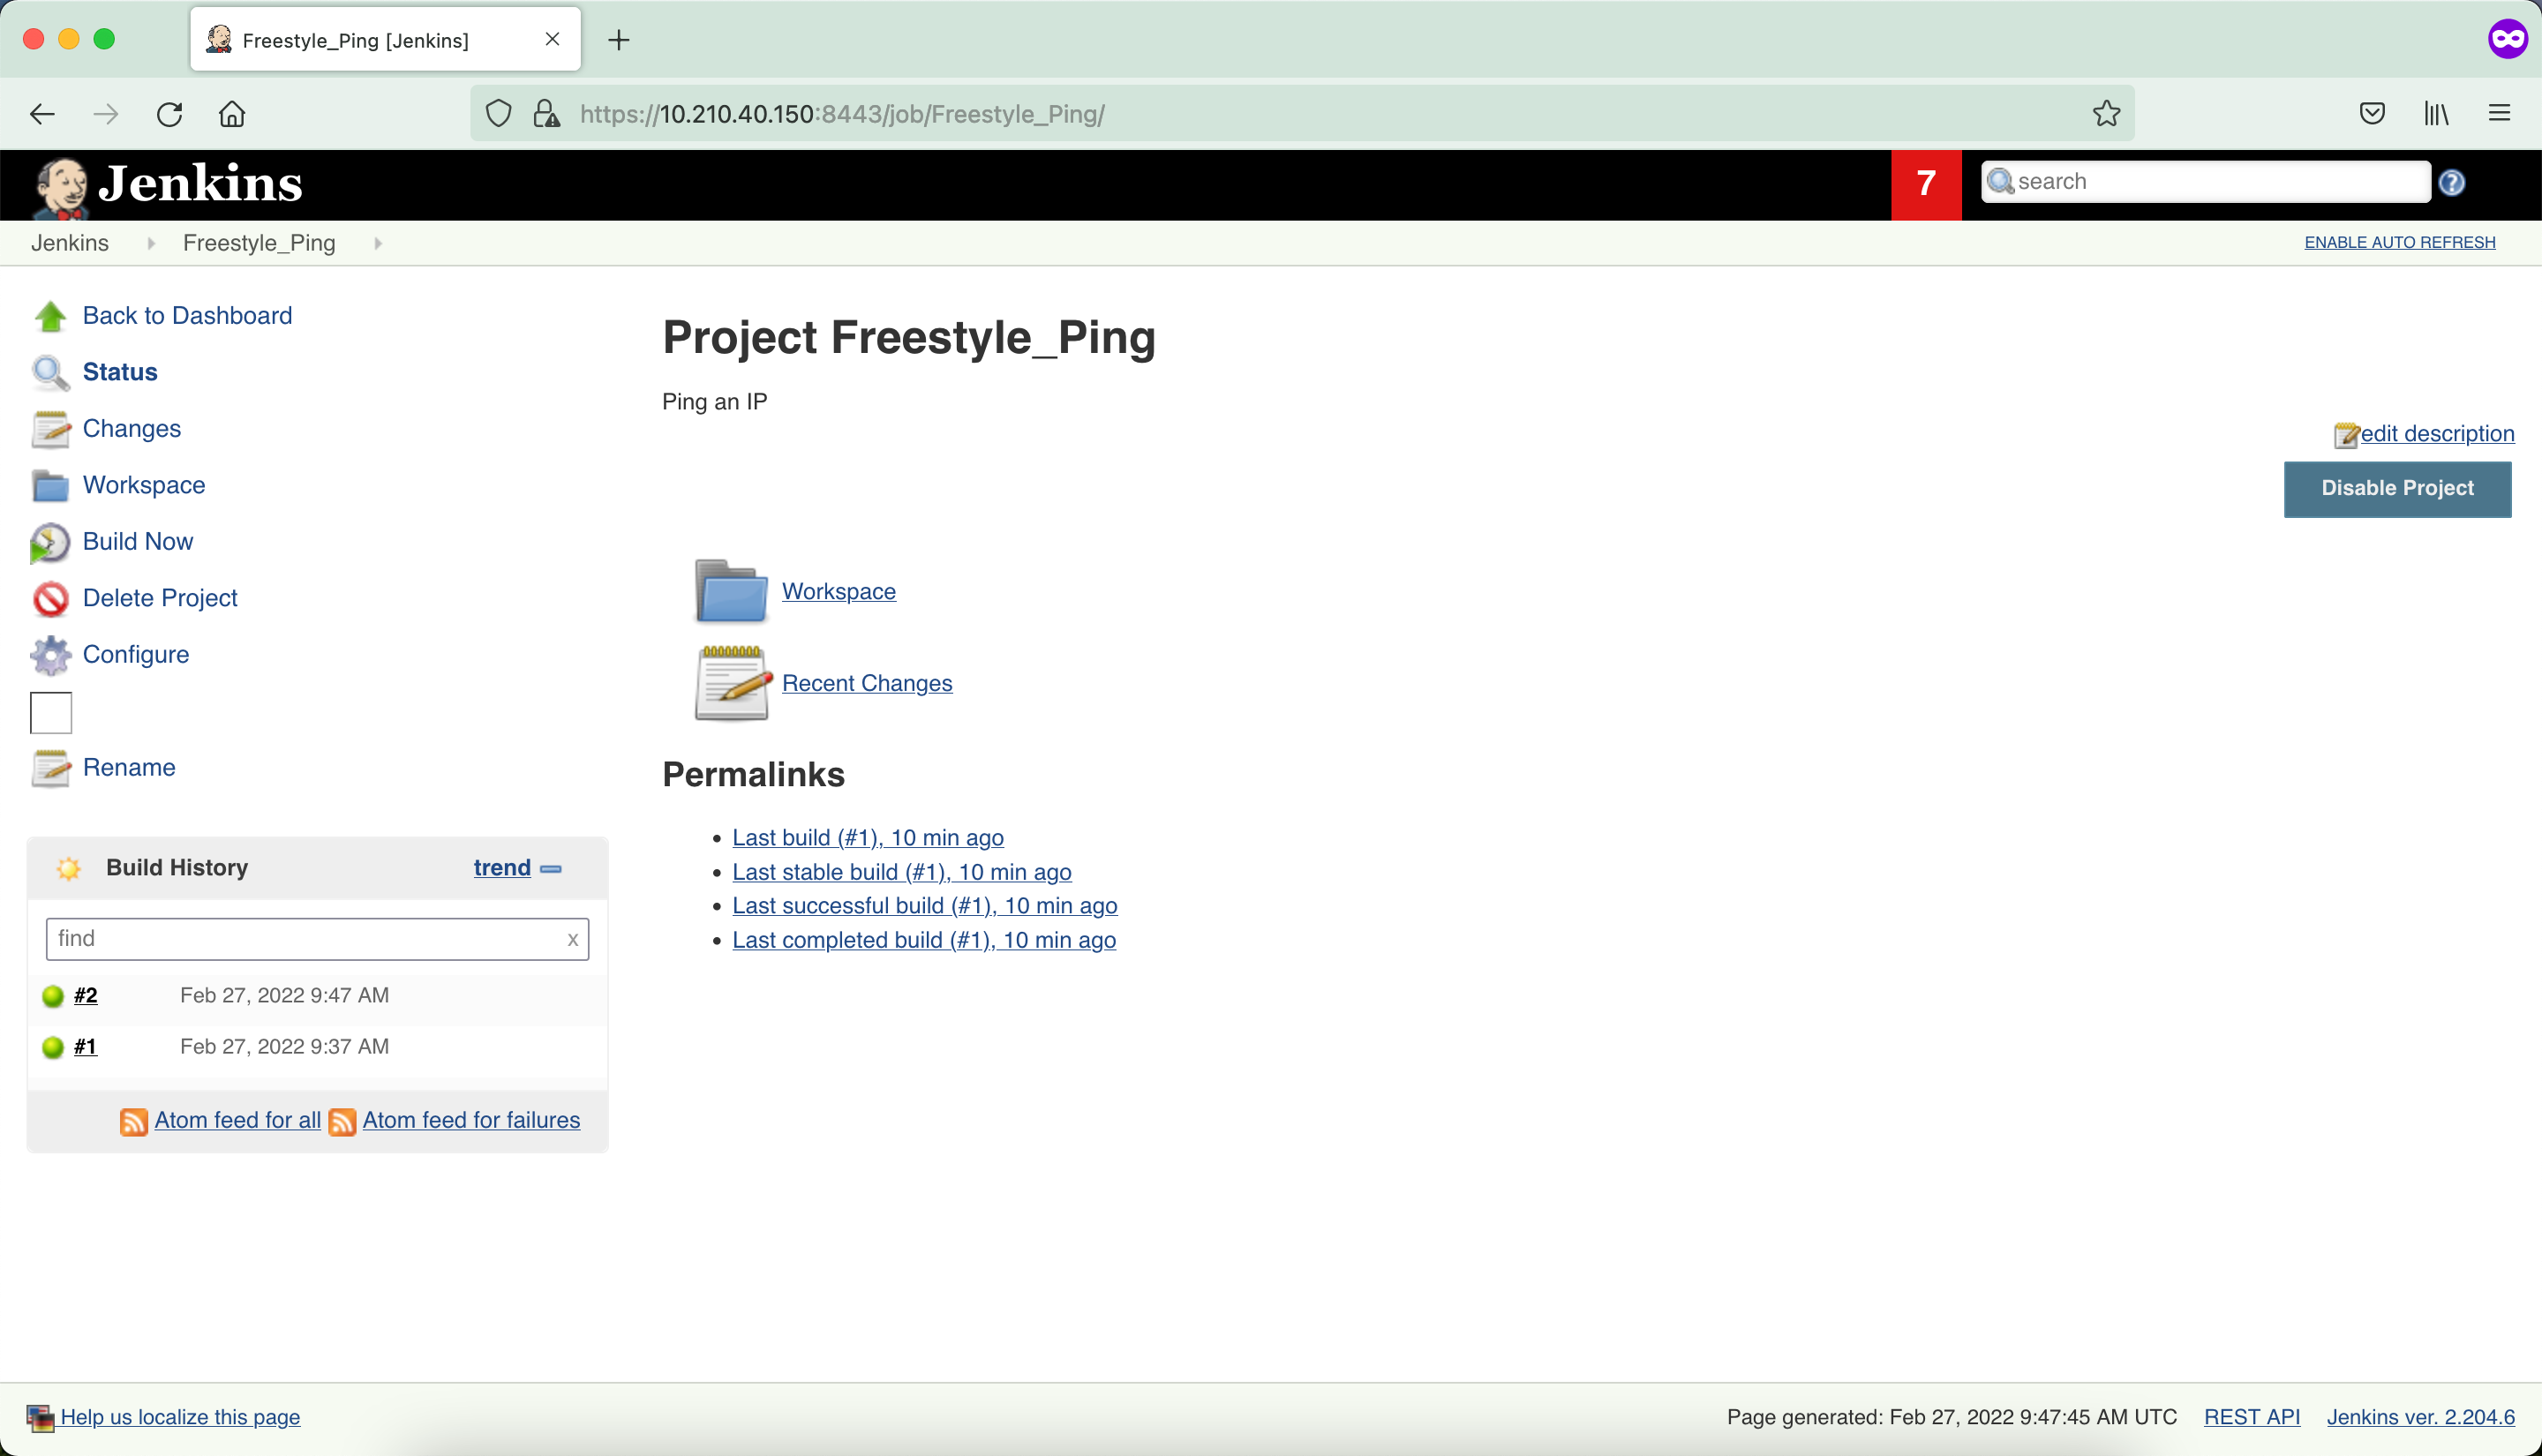 Freestyle_Ping [Jenkins]
https://10.210.40.150:8443/job/Freestyle_Ping/
Jenkins
7
search
Jenkins
Freestyle_Ping
ENABLE AUTO REFRESH
Back to Dashboard
Status
Changes
Workspace
Build Now
Delete Project
Configure
Rename
Build History
trend
find
x
#2 Feb 27, 2022 9:47 AM
#1 Feb 27, 2022 9:37 AM
Atom feed for all
Atom feed for failures
Project Freestyle_Ping
Ping an IP
edit description
Disable Project
Workspace
Recent Changes
Permalinks
Last build (#1), 10 min ago
Last stable build (#1), 10 min ago
Last successful build (#1), 10 min ago
Last completed build (#1), 10 min ago
Help us localize this page
Page generated: Feb 27, 2022 9:47:45 AM UTC
REST API
Jenkins ver. 2.204.6